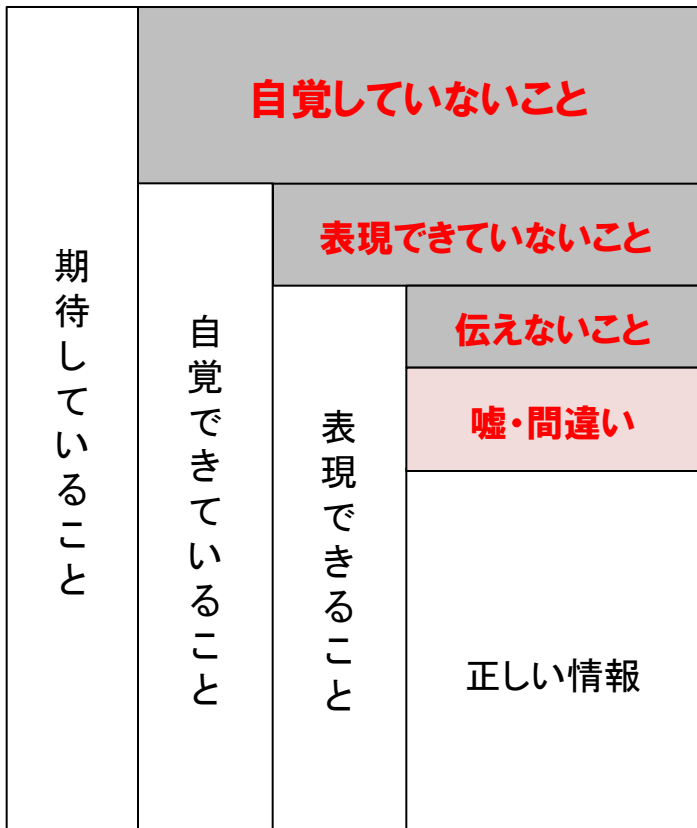 期待していること
自覚していないこと
自覚できていること
表現できていないこと
表現できること
伝えないこと
嘘・間違い
正しい情報